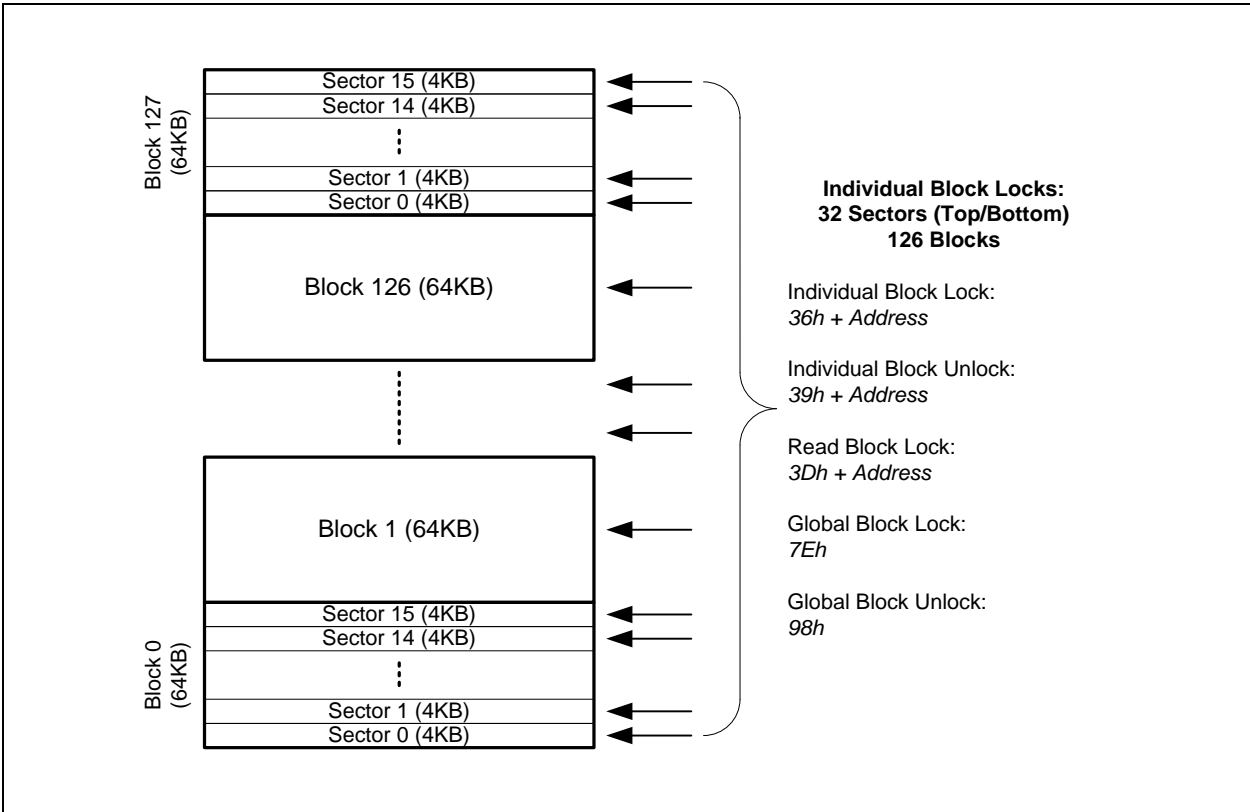 Block 127
(64KB)
Sector 15 (4KB)
Sector 14 (4KB)
Sector 1 (4KB)
Sector 0 (4KB)
Block 126 (64KB)
Block 1 (64KB)
Block 0
(64KB)
Sector 15 (4KB)
Sector 14 (4KB)
Sector 1 (4KB)
Sector 0 (4KB)
Individual Block Locks:
32 Sectors (Top/Bottom)
126 Blocks
Individual Block Lock:
36h + Address
Individual Block Unlock:
39h + Address
Read Block Lock:
3Dh + Address
Global Block Lock:
7Eh
Global Block Unlock:
98h